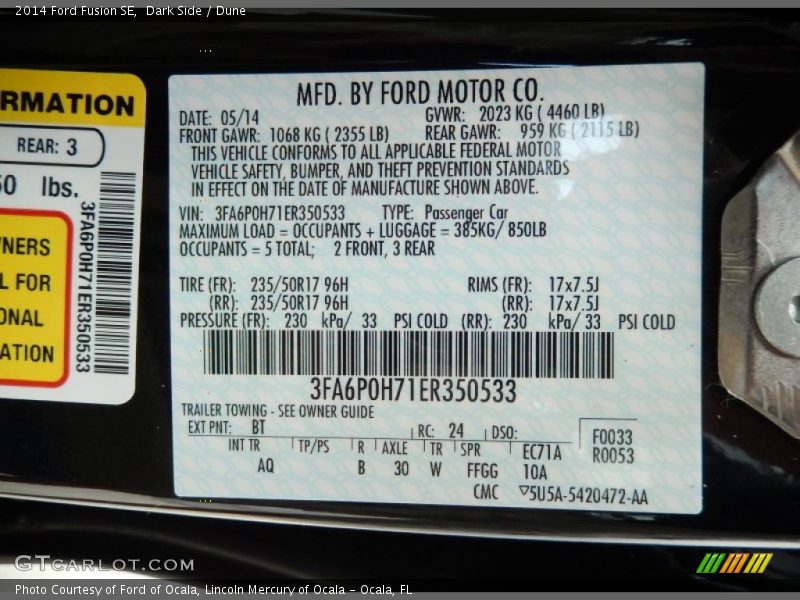 2014 Ford Fusion SE, Dark Side / Dune
RMATION
REAR: 3
50 lbs.
WNERS
L FOR
ONAL
ATION
3FA6P0H71ER350533
MFD. BY FORD MOTOR CO.
DATE: 05/14 GVWR: 2023 KG ( 4460 LB)
FRONT GAWR: 1068 KG ( 2355 LB) REAR GAWR: 959 KG ( 2115 LB)
THIS VEHICLE CONFORMS TO ALL APPLICABLE FEDERAL MOTOR
VEHICLE SAFETY, BUMPER, AND THEFT PREVENTION STANDARDS
IN EFFECT ON THE DATE OF MANUFACTURE SHOWN ABOVE.
VIN: 3FA6P0H71ER350533 TYPE: Passenger Car
MAXIMUM LOAD = OCCUPANTS + LUGGAGE = 385KG/ 850LB
OCCUPANTS = 5 TOTAL; 2 FRONT, 3 REAR
TIRE (FR): 235/50R17 96H RIMS (FR): 17x7.5J
(RR): 235/50R17 96H (RR): 17x7.5J
PRESSURE (FR): 230 kPa/ 33 PSI COLD (RR): 230 kPa/ 33 PSI COLD
3FA6P0H71ER350533
TRAILER TOWING - SEE OWNER GUIDE
EXT PNT: BT RC: 24 DSO: F0033
INT TR TP/PS R AXLE TR SPR EC71A R0053
AQ B 30 W FFGG 10A
CMC ▽5U5A-5420472-AA
GTCarLot.com
Photo Courtesy of Ford of Ocala, Lincoln Mercury of Ocala - Ocala, FL